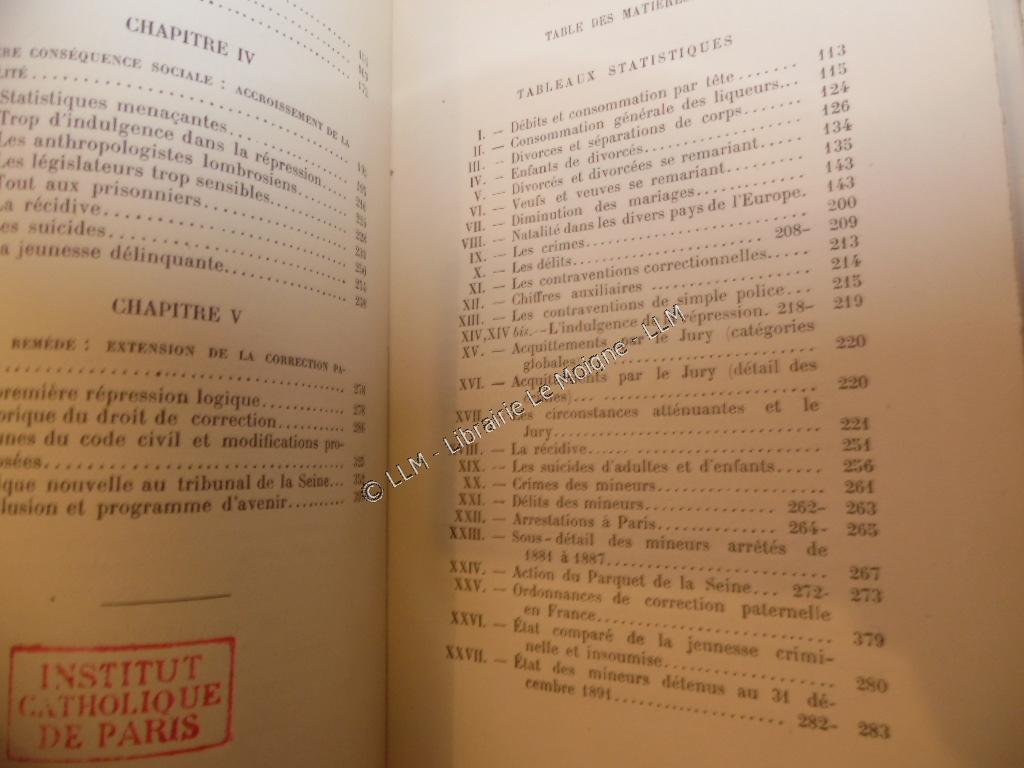 CHAPITRE IV
CONSÉQUENCE SOCIALE : ACCROISSEMENT DE LA
Statistiques menaçantes
Trop d'indulgence dans la répression
Les anthropologistes lombrosiens
Les législateurs trop sensibles
Tout aux prisonniers
La récidive
Les suicides
La jeunesse délinquante
CHAPITRE V
REMÈDE : EXTENSION DE LA CORRECTION PA-
première répression logique
du droit de correction
du code civil et modifications pro-
nouvelle au tribunal de la Seine
et programme d'avenir
INSTITUT
CATHOLIQUE
DE PARIS
TABLE DES MATIÈRES
TABLEAUX STATISTIQUES
I. — Débits et consommation par tête........ 113
II. — Consommation générale des liqueurs... 115
III. — Divorces et séparations de corps....... 124
IV. — Enfants de divorcés................ 126
V. — Divorcés et divorcées se remariant..... 134
VI. — Veufs et veuves se remariant.......... 135
VII. — Diminution des mariages............. 143
VIII. — Natalité dans les divers pays de l'Europe. 143
IX. — Les crimes.................... 200
X. — Les délits.................... 208- 209
XI. — Les contraventions correctionnelles..... 213
XII. — Chiffres auxiliaires ................ 214
XIII. — Les contraventions de simple police... 215
XIV, XIV bis. — L'indulgence répression. 218- 219
XV. — Acquittements par le Jury (catégories
globales 220
XVI. — Acquittements par le Jury (détail des
220
XVII. circonstances atténuantes et le
Jury........................ 221
— La récidive.................... 251
XIX. — Les suicides d'adultes et d'enfants..... 256
XX. — Crimes des mineurs................ 261
XXI. — Délits des mineurs............. 262- 263
XXII. — Arrestations à Paris............. 264- 265
XXIII. — Sous-détail des mineurs arrêtés de
1881 à 1887.................... 267
XXIV. — Action du Parquet de la Seine... 272- 273
XXV. — Ordonnances de correction paternelle
en France.................... 379
XXVI. — État comparé de la jeunesse crimi-
nelle et insoumise................ 280
XXVII. — État des mineurs détenus au 31 dé-
cembre 1891................ 282- 283
© LLM - Librairie Le Moigne - LLM